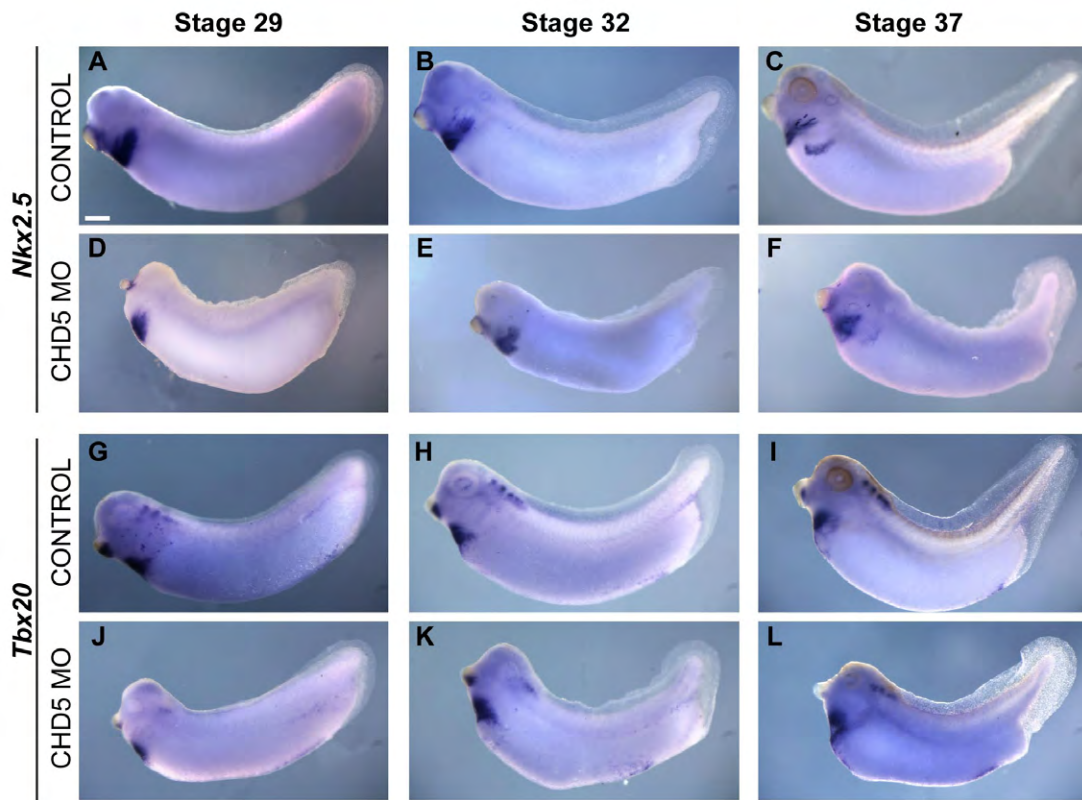 Stage 29
Stage 32
Stage 37
Nkx2.5
CONTROL
A
B
C
CHD5 MO
D
E
F
Tbx20
CONTROL
G
H
I
CHD5 MO
J
K
L